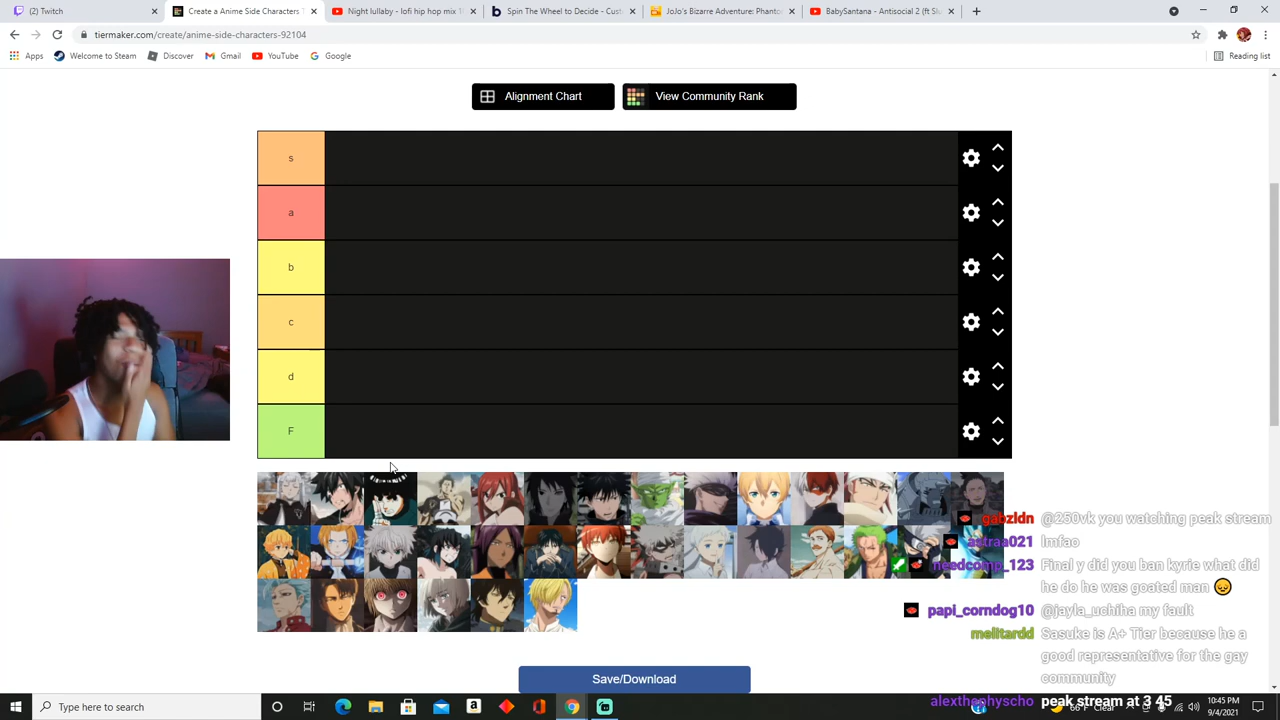 (2) Twitch
Create a Anime Side Characters
Night lullaby - lofi hip hop mix
Spin The Wheel to Decide - Cust
JoJo's Bizarre Adventure: Phanto
BabySantana - Antisocial 2 (ft Slu
tiermaker.com/create/anime-side-characters-92104
Apps
Welcome to Steam
Discover
Gmail
YouTube
Google
Reading list
Alignment Chart
View Community Rank
s
a
b
c
d
F
gabzldn @250vk you watching peak stream
astraa021 lmfao
needcomp_123 Final y did you ban kyrie what did
he do he was goated man 😞
papi_corndog10 @jayla_uchiha my fault
melitardd Sasuke is A+ Tier because he a
good representative for the gay
community
alexthephyscho peak stream at 3 45
Save/Download
Type here to search
Clear
10:45 PM
9/4/2021